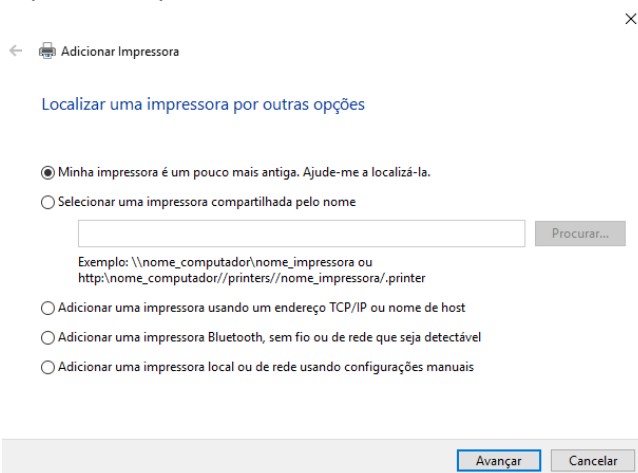 Adicionar Impressora
Localizar uma impressora por outras opções
Minha impressora é um pouco mais antiga. Ajude-me a localizá-la.
Selecionar uma impressora compartilhada pelo nome
Procurar...
Exemplo: \\nome_computador\nome_impressora ou
http:\nome_computador//printers//nome_impressora/.printer
Adicionar uma impressora usando um endereço TCP/IP ou nome de host
Adicionar uma impressora Bluetooth, sem fio ou de rede que seja detectável
Adicionar uma impressora local ou de rede usando configurações manuais
Avançar Cancelar